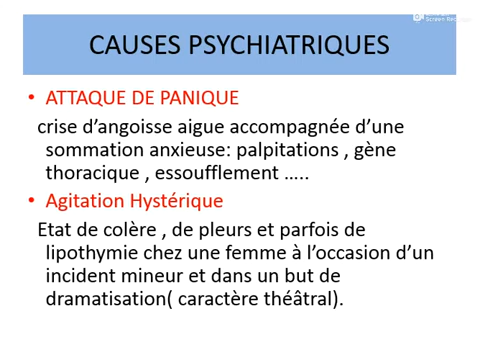 Screen Recorder
CAUSES PSYCHIATRIQUES
• ATTAQUE DE PANIQUE
crise d'angoisse aigue accompagnée d'une
sommation anxieuse: palpitations , gène
thoracique , essoufflement …..
• Agitation Hystérique
Etat de colère , de pleurs et parfois de
lipothymie chez une femme à l'occasion d'un
incident mineur et dans un but de
dramatisation( caractère théâtral).